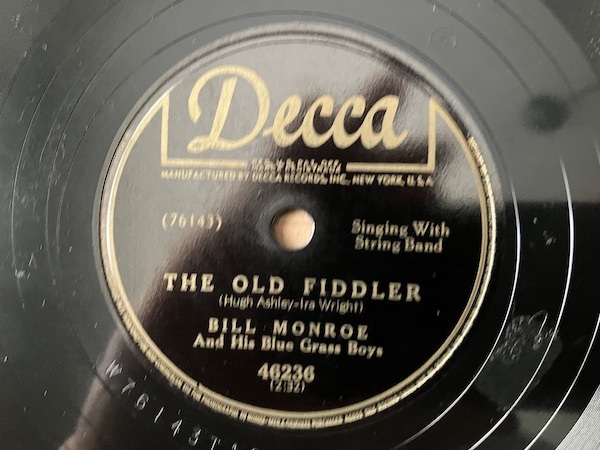 Decca
MANUFACTURED BY DECCA RECORDS, INC., NEW YORK, U.S.A
(76143)
Singing With
String Band
THE OLD FIDDLER
(Hugh Ashley-Ira Wright)
BILL MONROE
And His Blue Grass Boys
46236
(2:32)
W76143T1